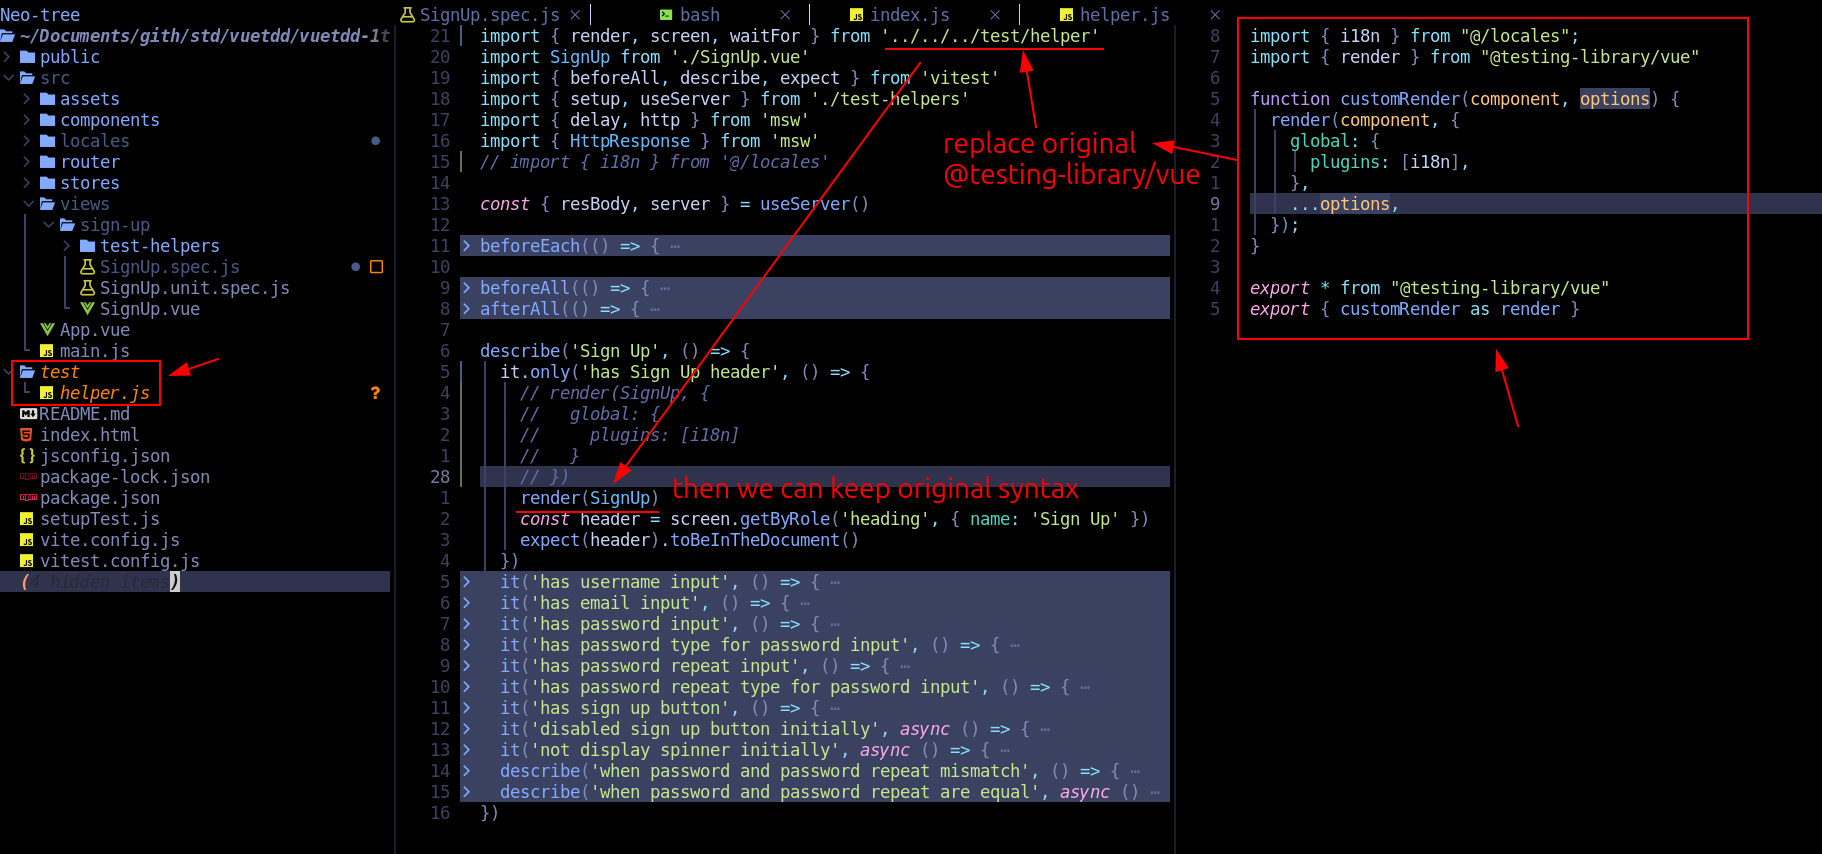 Neo-tree
~/Documents/gith/std/vuetdd/vuetdd-1t
public
src
assets
components
locales
router
stores
views
sign-up
test-helpers
SignUp.spec.js
SignUp.unit.spec.js
SignUp.vue
App.vue
main.js
test
helper.js ?
README.md
index.html
jsconfig.json
package-lock.json
package.json
setupTest.js
vite.config.js
vitest.config.js
(4 hidden items)
SignUp.spec.js × bash × index.js × helper.js ×
21 import { render, screen, waitFor } from '../../../test/helper'
20 import SignUp from './SignUp.vue'
19 import { beforeAll, describe, expect } from 'vitest'
18 import { setup, useServer } from './test-helpers'
17 import { delay, http } from 'msw'
16 import { HttpResponse } from 'msw'
15 // import { i18n } from '@/locales'
14
13 const { resBody, server } = useServer()
12
11 > beforeEach(() => { ⋯
10
9 > beforeAll(() => { ⋯
8 > afterAll(() => { ⋯
7
6 describe('Sign Up', () => {
5 it.only('has Sign Up header', () => {
4 // render(SignUp, {
3 // global: {
2 // plugins: [i18n]
1 // }
28 // })
1 render(SignUp)
2 const header = screen.getByRole('heading', { name: 'Sign Up' })
3 expect(header).toBeInTheDocument()
4 })
5 > it('has username input', () => { ⋯
6 > it('has email input', () => { ⋯
7 > it('has password input', () => { ⋯
8 > it('has password type for password input', () => { ⋯
9 > it('has password repeat input', () => { ⋯
10 > it('has password repeat type for password input', () => { ⋯
11 > it('has sign up button', () => { ⋯
12 > it('disabled sign up button initially', async () => { ⋯
13 > it('not display spinner initially', async () => { ⋯
14 > describe('when password and password repeat mismatch', () => { ⋯
15 > describe('when password and password repeat are equal', async () ⋯
16 })
replace original
@testing-library/vue
then we can keep original syntax
8 import { i18n } from "@/locales";
7 import { render } from "@testing-library/vue"
6
5 function customRender(component, options) {
4 render(component, {
3 global: {
2 plugins: [i18n],
1 },
9 ...options,
1 });
2 }
3
4 export * from "@testing-library/vue"
5 export { customRender as render }